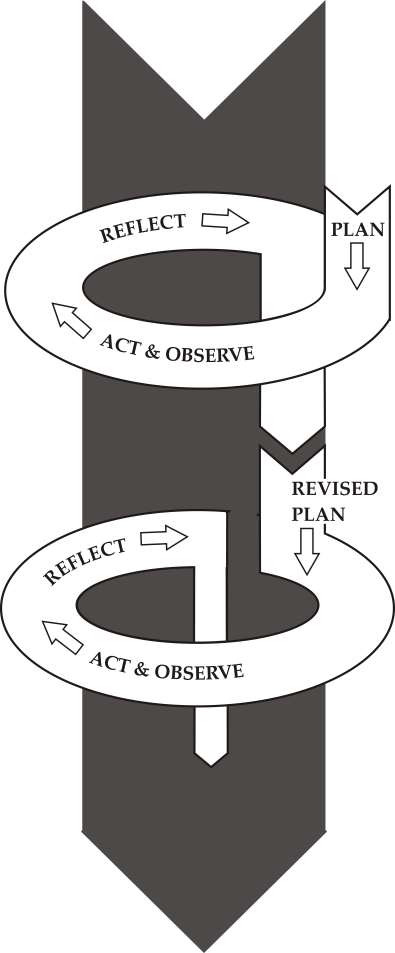 PLAN
ACT & OBSERVE
REFLECT
REVISED
PLAN
ACT & OBSERVE
REFLECT